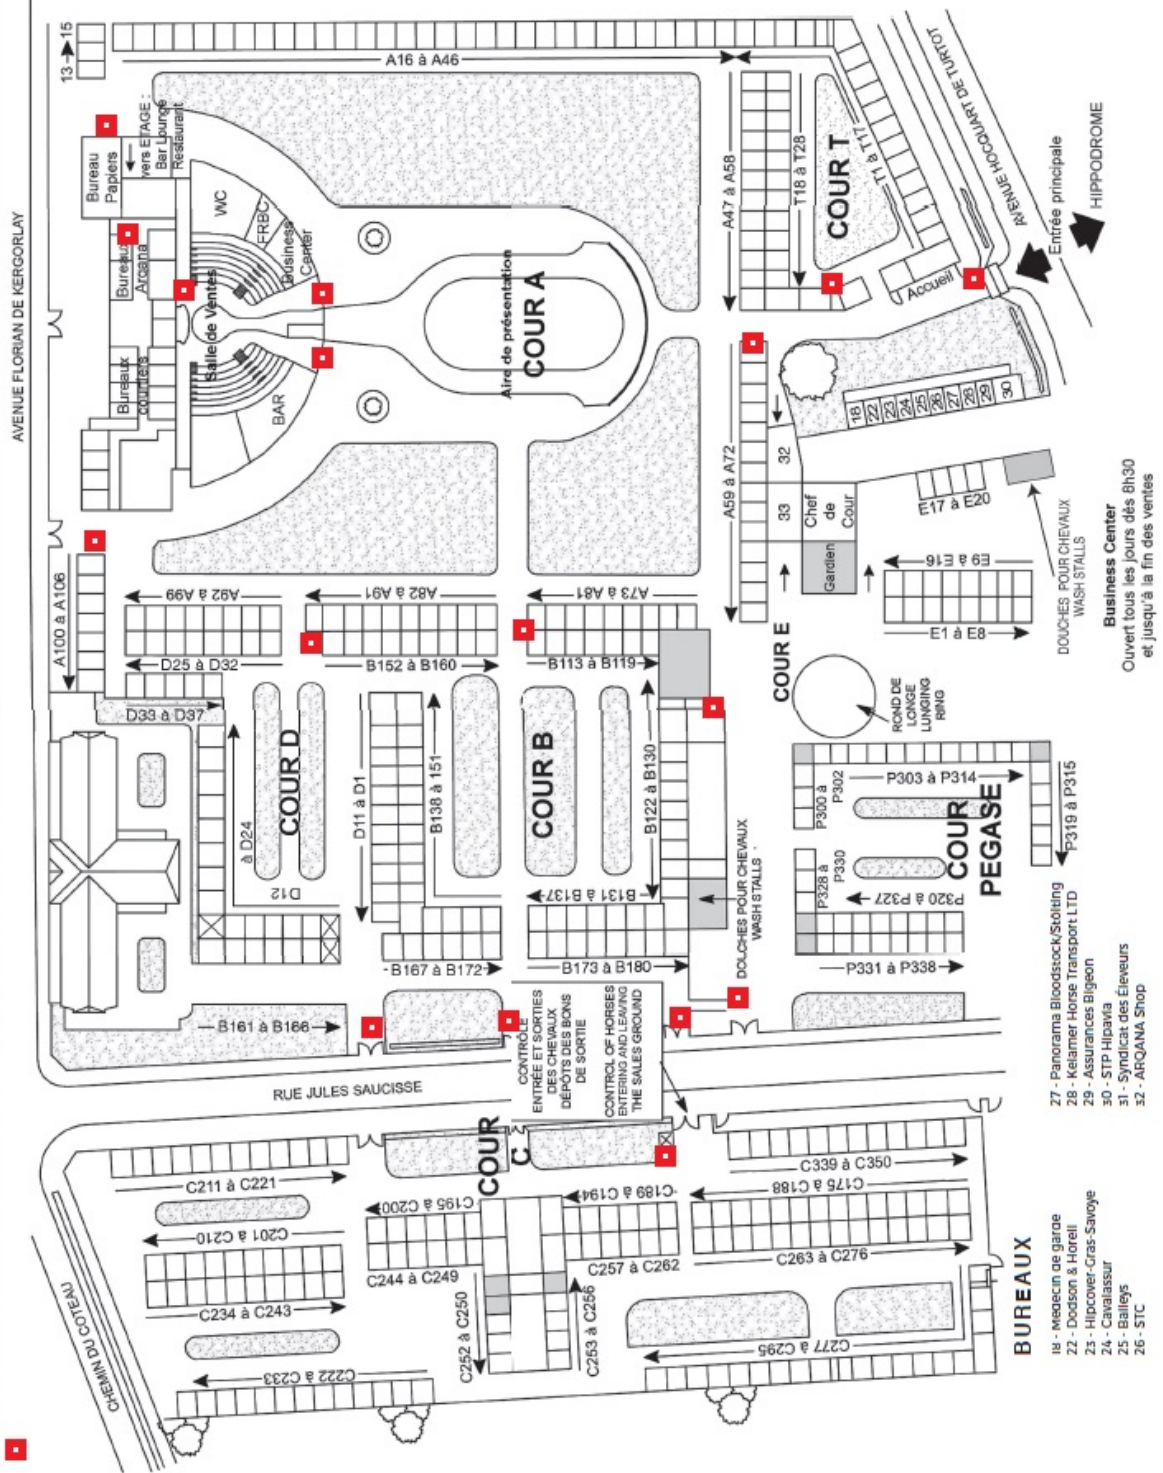 AVENUE FLORIAN DE KERGORLAY
13
15
A16 à A46
AVENUE HOCQUART DE TURTOT
Bureau
Papiers
vers ETAGE :
Bar Lounge
Restaurant
Bureaux
Arqana
Bureaux
courtiers
Salle de Ventes
WC
FRBC
Business
Center
BAR
Aire de présentation
COUR A
A47 à A58
T18 à T28
COUR T
T1 à T17
Accueil
Entrée principale
HIPPODROME
A59 à A72
32
33
Chef
de
Cour
Gardien
18
22
23
24
25
26
27
28
29
30
E17 à E20
DOUCHES POUR CHEVAUX
WASH STALLS
Business Center
Ouvert tous les jours dès 8h30
et jusqu'à la fin des ventes
A100 à A106
A92 à A99
A82 à A91
A73 à A81
D25 à D32
B152 à B160
B113 à B119
COUR E
E9 à E16
E1 à E8
D33 à D37
ROND DE
LONGE
LUNGING
RING
COUR D
à D24
D12
D11 à D1
B138 à 151
COUR B
B122 à B130
B131 à B137
DOUCHES POUR CHEVAUX
WASH STALLS
P300 à
P302
P303 à P314
P319 à P315
COUR
PEGASE
P328 à
P330
P320 à P327
P331 à P338
B161 à B166
B167 à B172
B173 à B180
RUE JULES SAUCISSE
CONTRÔLE
ENTRÉE ET SORTIES
DES CHEVAUX
DÉPÔTS DES BONS
DE SORTIE
CONTROL OF HORSES
ENTERING AND LEAVING
THE SALES GROUND
COUR
C
CHEMIN DU COTEAU
C211 à C221
C201 à C210
C195 à C200
C189 à C194
C175 à C188
C339 à C350
C234 à C243
C244 à C249
C257 à C262
C263 à C276
C252 à C250
C253 à C256
C222 à C233
C277 à C295
BUREAUX
18 - Médecin de garde
22 - Dodson & Horell
23 - Hipcover-Gras-Savoye
24 - Cavalassur
25 - Baileys
26 - STC
27 - Panorama Bloodstock/Stölting
28 - Kelamer Horse Transport LTD
29 - Assurances Bigeon
30 - STP Hipavia
31 - Syndicat des Éleveurs
32 - ARQANA Shop